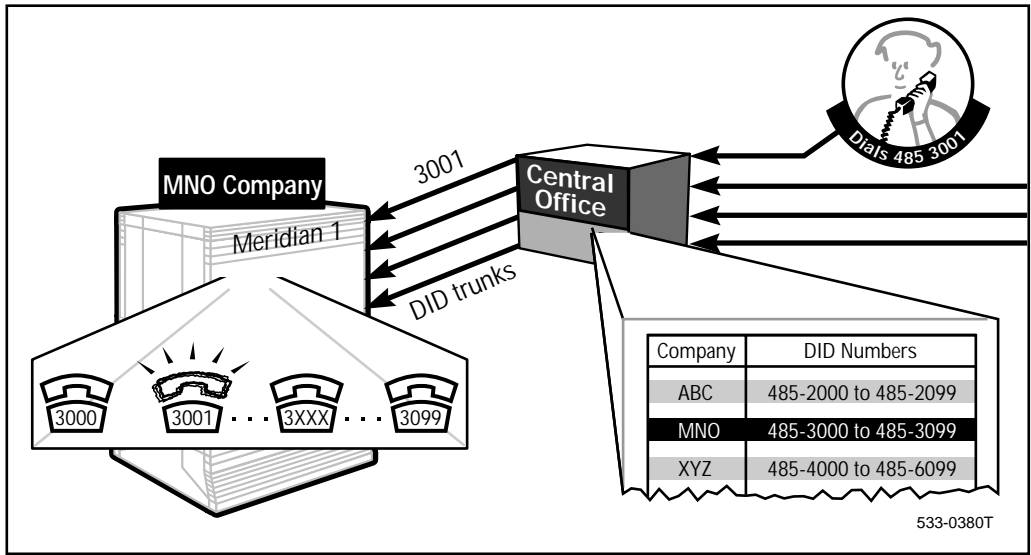 Dials 485 3001
MNO Company
Meridian 1
3001
Central
Office
DID trunks
3000
3001 . . . 3XXX . . . 3099
Company DID Numbers
ABC 485-2000 to 485-2099
MNO 485-3000 to 485-3099
XYZ 485-4000 to 485-6099
533-0380T